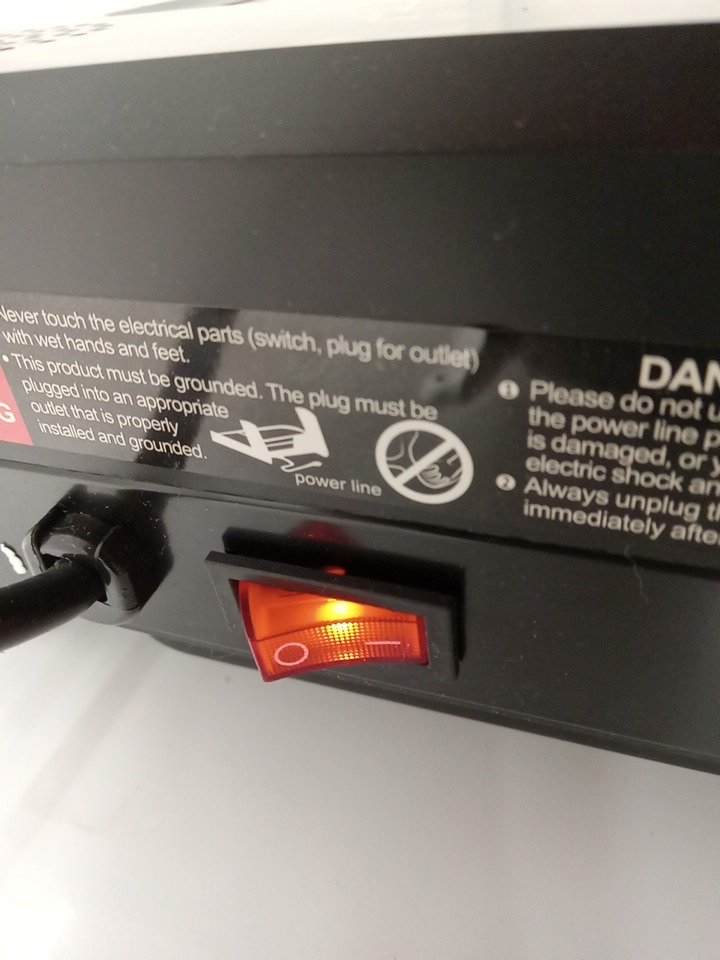 Never touch the electrical parts (switch, plug for outlet)
with wet hands and feet.
• This product must be grounded. The plug must be
plugged into an appropriate
outlet that is properly
installed and grounded.
power line
G
DAN
❶ Please do not u
the power line p
is damaged, or y
electric shock an
❷ Always unplug th
immediately after
O —